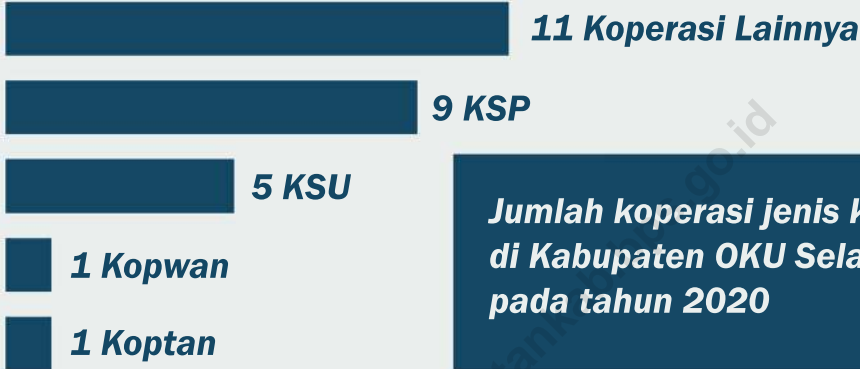 11 Koperasi Lainnya
9 KSP
5 KSU
1 Kopwan
1 Koptan
Jumlah koperasi jenis
di Kabupaten OKU
pada tahun 2020